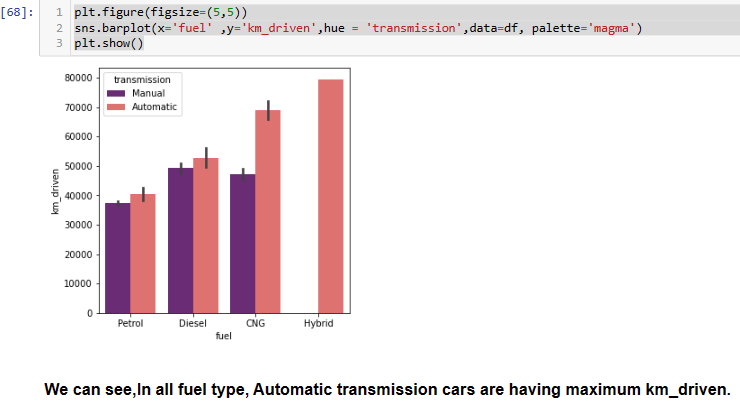 [68]:
1 plt.figure(figsize=(5,5))
2 sns.barplot(x='fuel' ,y='km_driven',hue = 'transmission',data=df, palette='magma')
3 plt.show()
transmission
Manual
Automatic
80000
70000
60000
50000
40000
30000
20000
10000
0
km_driven
Petrol Diesel CNG Hybrid
fuel
We can see,In all fuel type, Automatic transmission cars are having maximum km_driven.